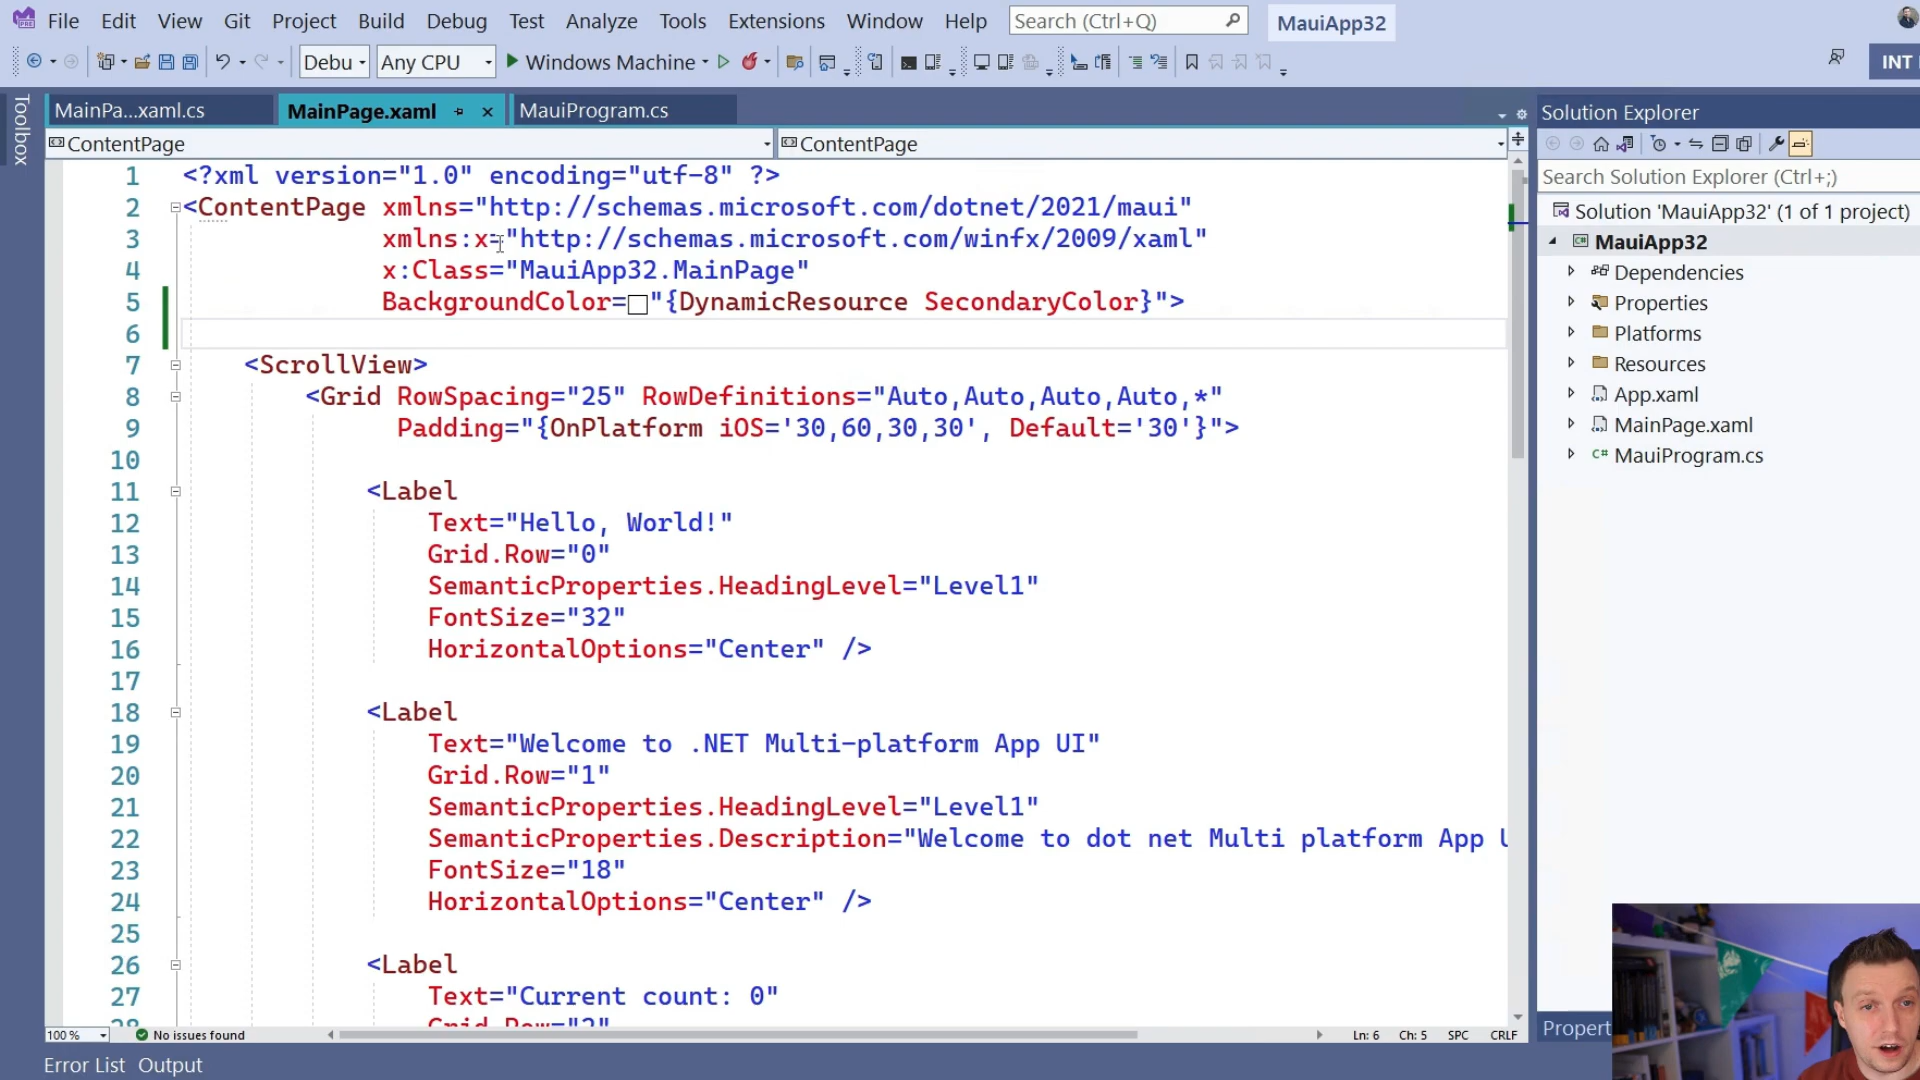 File Edit View Git Project Build Debug Test Analyze Tools Extensions Window Help Search (Ctrl+Q) MauiApp32
Debu Any CPU Windows Machine INT
Toolbox
MainPa...xaml.cs MainPage.xaml MauiProgram.cs
ContentPage ContentPage
1 <?xml version="1.0" encoding="utf-8" ?>
2 <ContentPage xmlns="http://schemas.microsoft.com/dotnet/2021/maui"
3 xmlns:x="http://schemas.microsoft.com/winfx/2009/xaml"
4 x:Class="MauiApp32.MainPage"
5 BackgroundColor="{DynamicResource SecondaryColor}">
6
7 <ScrollView>
8 <Grid RowSpacing="25" RowDefinitions="Auto,Auto,Auto,Auto,*"
9 Padding="{OnPlatform iOS='30,60,30,30', Default='30'}">
10
11 <Label
12 Text="Hello, World!"
13 Grid.Row="0"
14 SemanticProperties.HeadingLevel="Level1"
15 FontSize="32"
16 HorizontalOptions="Center" />
17
18 <Label
19 Text="Welcome to .NET Multi-platform App UI"
20 Grid.Row="1"
21 SemanticProperties.HeadingLevel="Level1"
22 SemanticProperties.Description="Welcome to dot net Multi platform App U
23 FontSize="18"
24 HorizontalOptions="Center" />
25
26 <Label
27 Text="Current count: 0"
28 Grid.Row="2"
100 % No issues found Ln: 6 Ch: 5 SPC CRLF
Error List Output
Solution Explorer
Search Solution Explorer (Ctrl+;)
Solution 'MauiApp32' (1 of 1 project)
MauiApp32
Dependencies
Properties
Platforms
Resources
App.xaml
MainPage.xaml
MauiProgram.cs
Propert